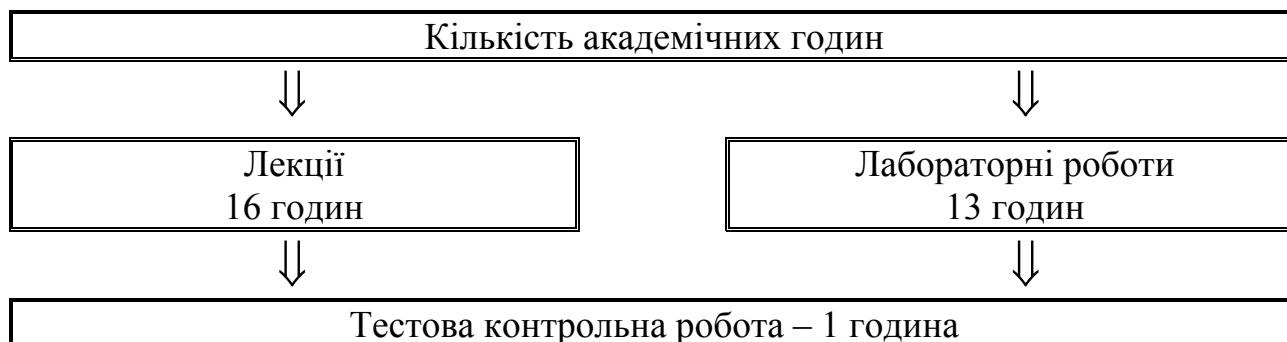 Кількість академічних годин
⇓ ⇓
Лекції
16 годин
Лабораторні роботи
13 годин
⇓ ⇓
Тестова контрольна робота – 1 година